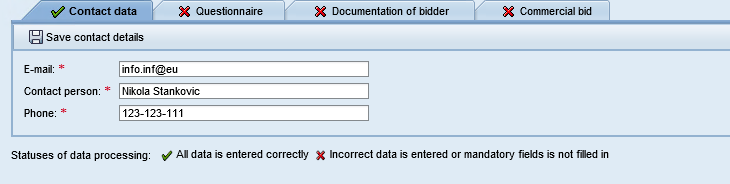 Contact data Questionnaire Documentation of bidder Commercial bid
Save contact details
E-mail: * info.inf@eu
Contact person: * Nikola Stankovic
Phone: * 123-123-111
Statuses of data processing: All data is entered correctly Incorrect data is entered or mandatory fields is not filled in